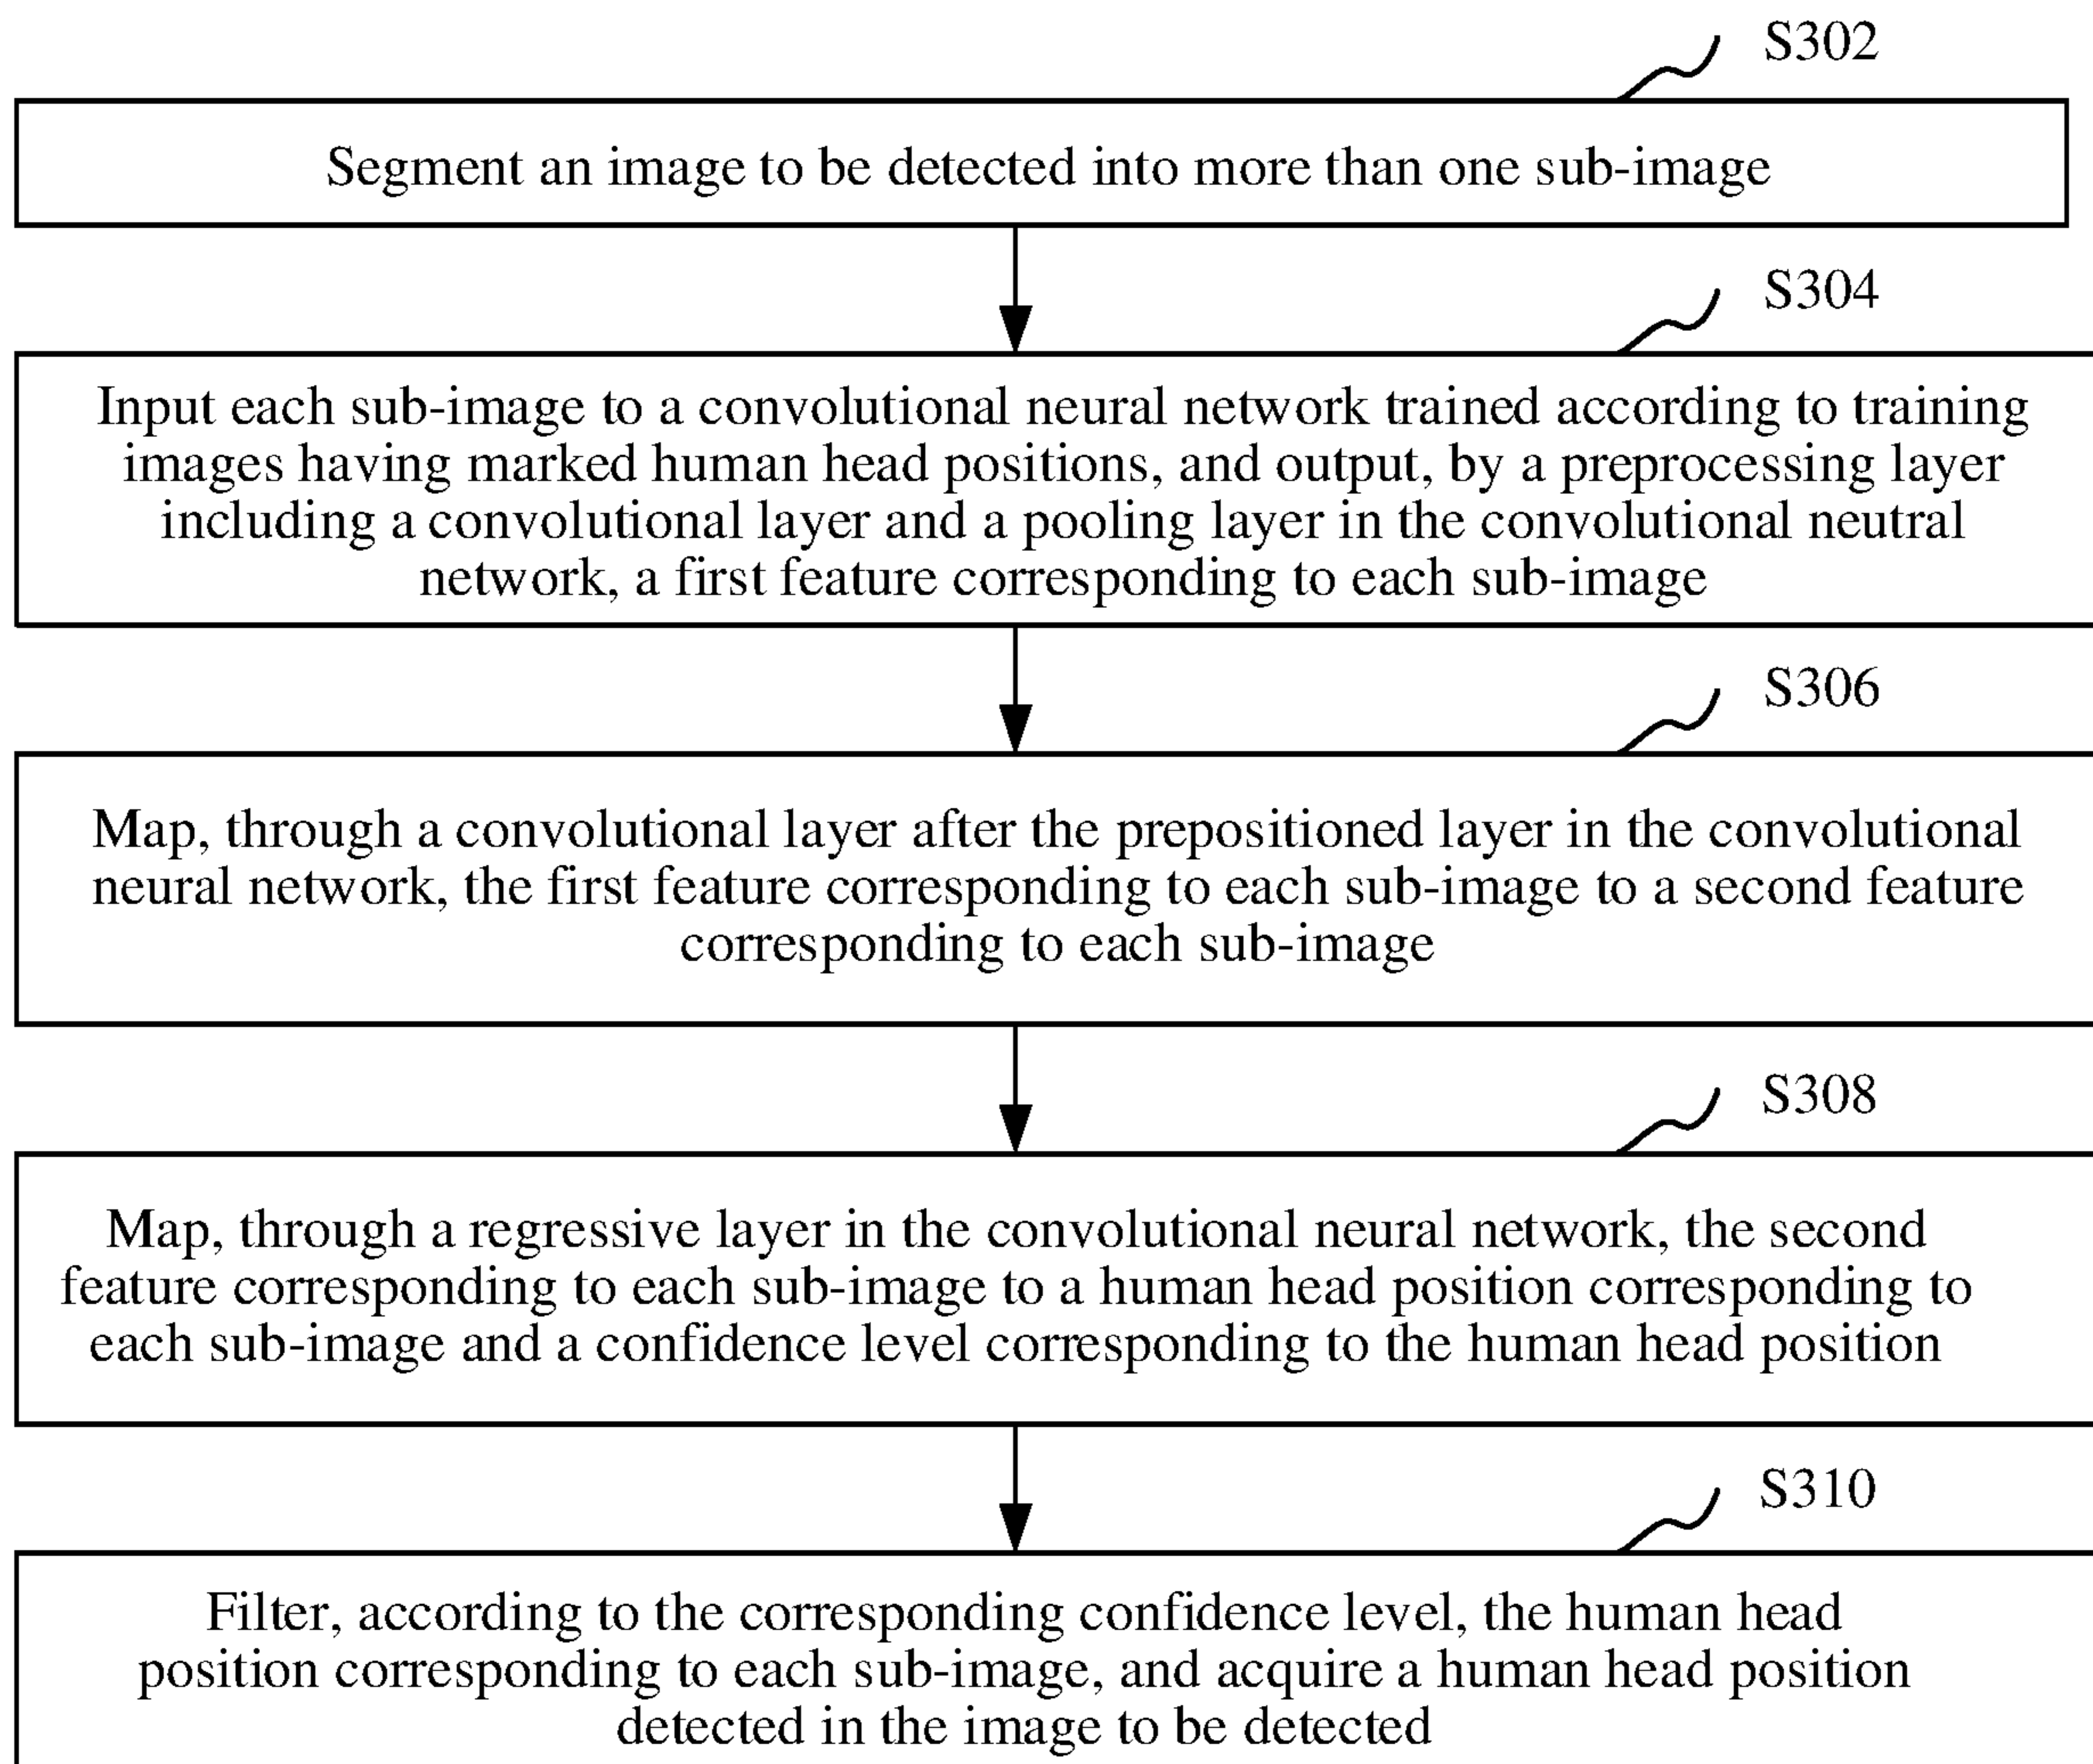 S302
Segment an image to be detected into more than one sub-image
S304
Input each sub-image to a convolutional neural network trained according to training
images having marked human head positions, and output, by a preprocessing layer
including a convolutional layer and a pooling layer in the convolutional neutral
network, a first feature corresponding to each sub-image
S306
Map, through a convolutional layer after the prepositioned layer in the convolutional
neural network, the first feature corresponding to each sub-image to a second feature
corresponding to each sub-image
S308
Map, through a regressive layer in the convolutional neural network, the second
feature corresponding to each sub-image to a human head position corresponding to
each sub-image and a confidence level corresponding to the human head position
S310
Filter, according to the corresponding confidence level, the human head
position corresponding to each sub-image, and acquire a human head position
detected in the image to be detected